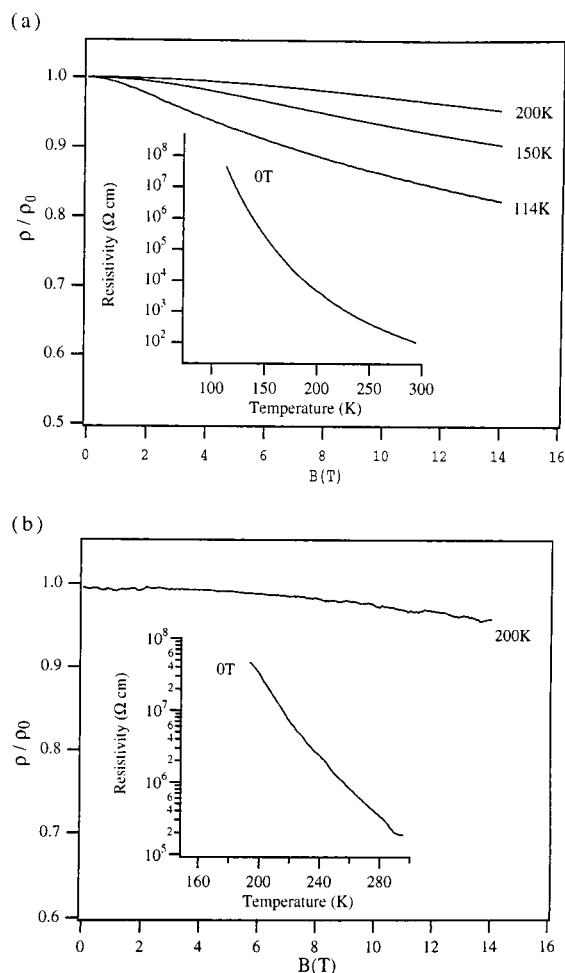 (a)
1.0
0.9
0.8
0.7
0.6
0.5
ρ / ρ0
200K
150K
114K
10^8
10^7
10^6
10^5
10^4
10^3
10^2
Resistivity (Ω cm)
0T
100 150 200 250 300
Temperature (K)
0 2 4 6 8 10 12 14 16
B(T)
(b)
1.0
0.9
0.8
0.7
0.6
ρ / ρ0
200K
10^8
6
4
2
10^7
6
4
2
10^6
6
4
2
10^5
Resistivity (Ω cm)
0T
160 200 240 280
Temperature (K)
0 2 4 6 8 10 12 14 16
B(T)